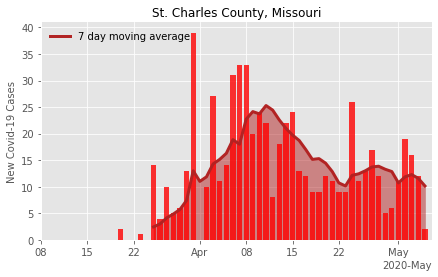 St. Charles County, Missouri
7 day moving average
New Covid-19 Cases
40
35
30
25
20
15
10
5
0
08 15 22 Apr 08 15 22 May
2020-May